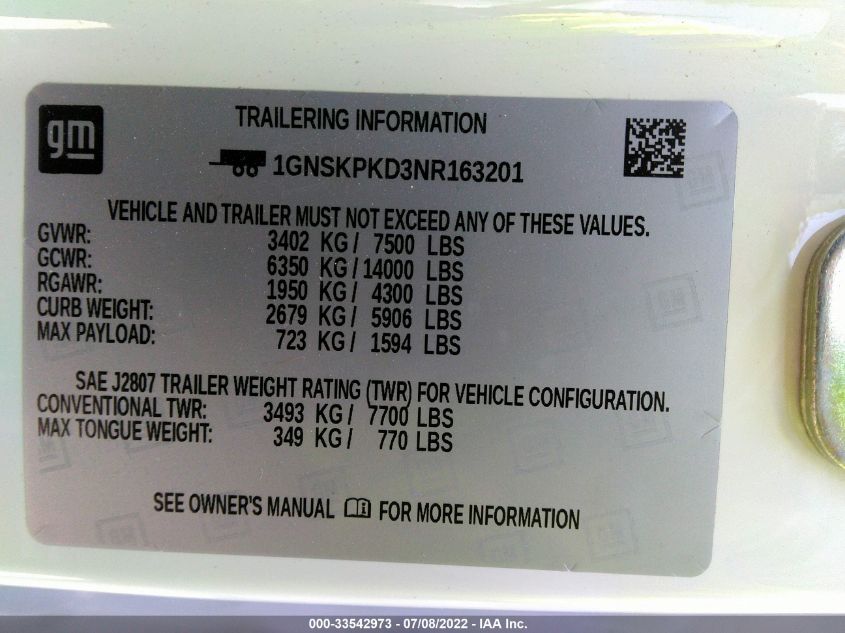 gm
TRAILERING INFORMATION
1GNSKPKD3NR163201
VEHICLE AND TRAILER MUST NOT EXCEED ANY OF THESE VALUES.
GVWR: 3402 KG / 7500 LBS
GCWR: 6350 KG / 14000 LBS
RGAWR: 1950 KG / 4300 LBS
CURB WEIGHT: 2679 KG / 5906 LBS
MAX PAYLOAD: 723 KG / 1594 LBS
SAE J2807 TRAILER WEIGHT RATING (TWR) FOR VEHICLE CONFIGURATION.
CONVENTIONAL TWR: 3493 KG / 7700 LBS
MAX TONGUE WEIGHT: 349 KG / 770 LBS
SEE OWNER'S MANUAL FOR MORE INFORMATION
000-33542973 - 07/08/2022 - IAA Inc.